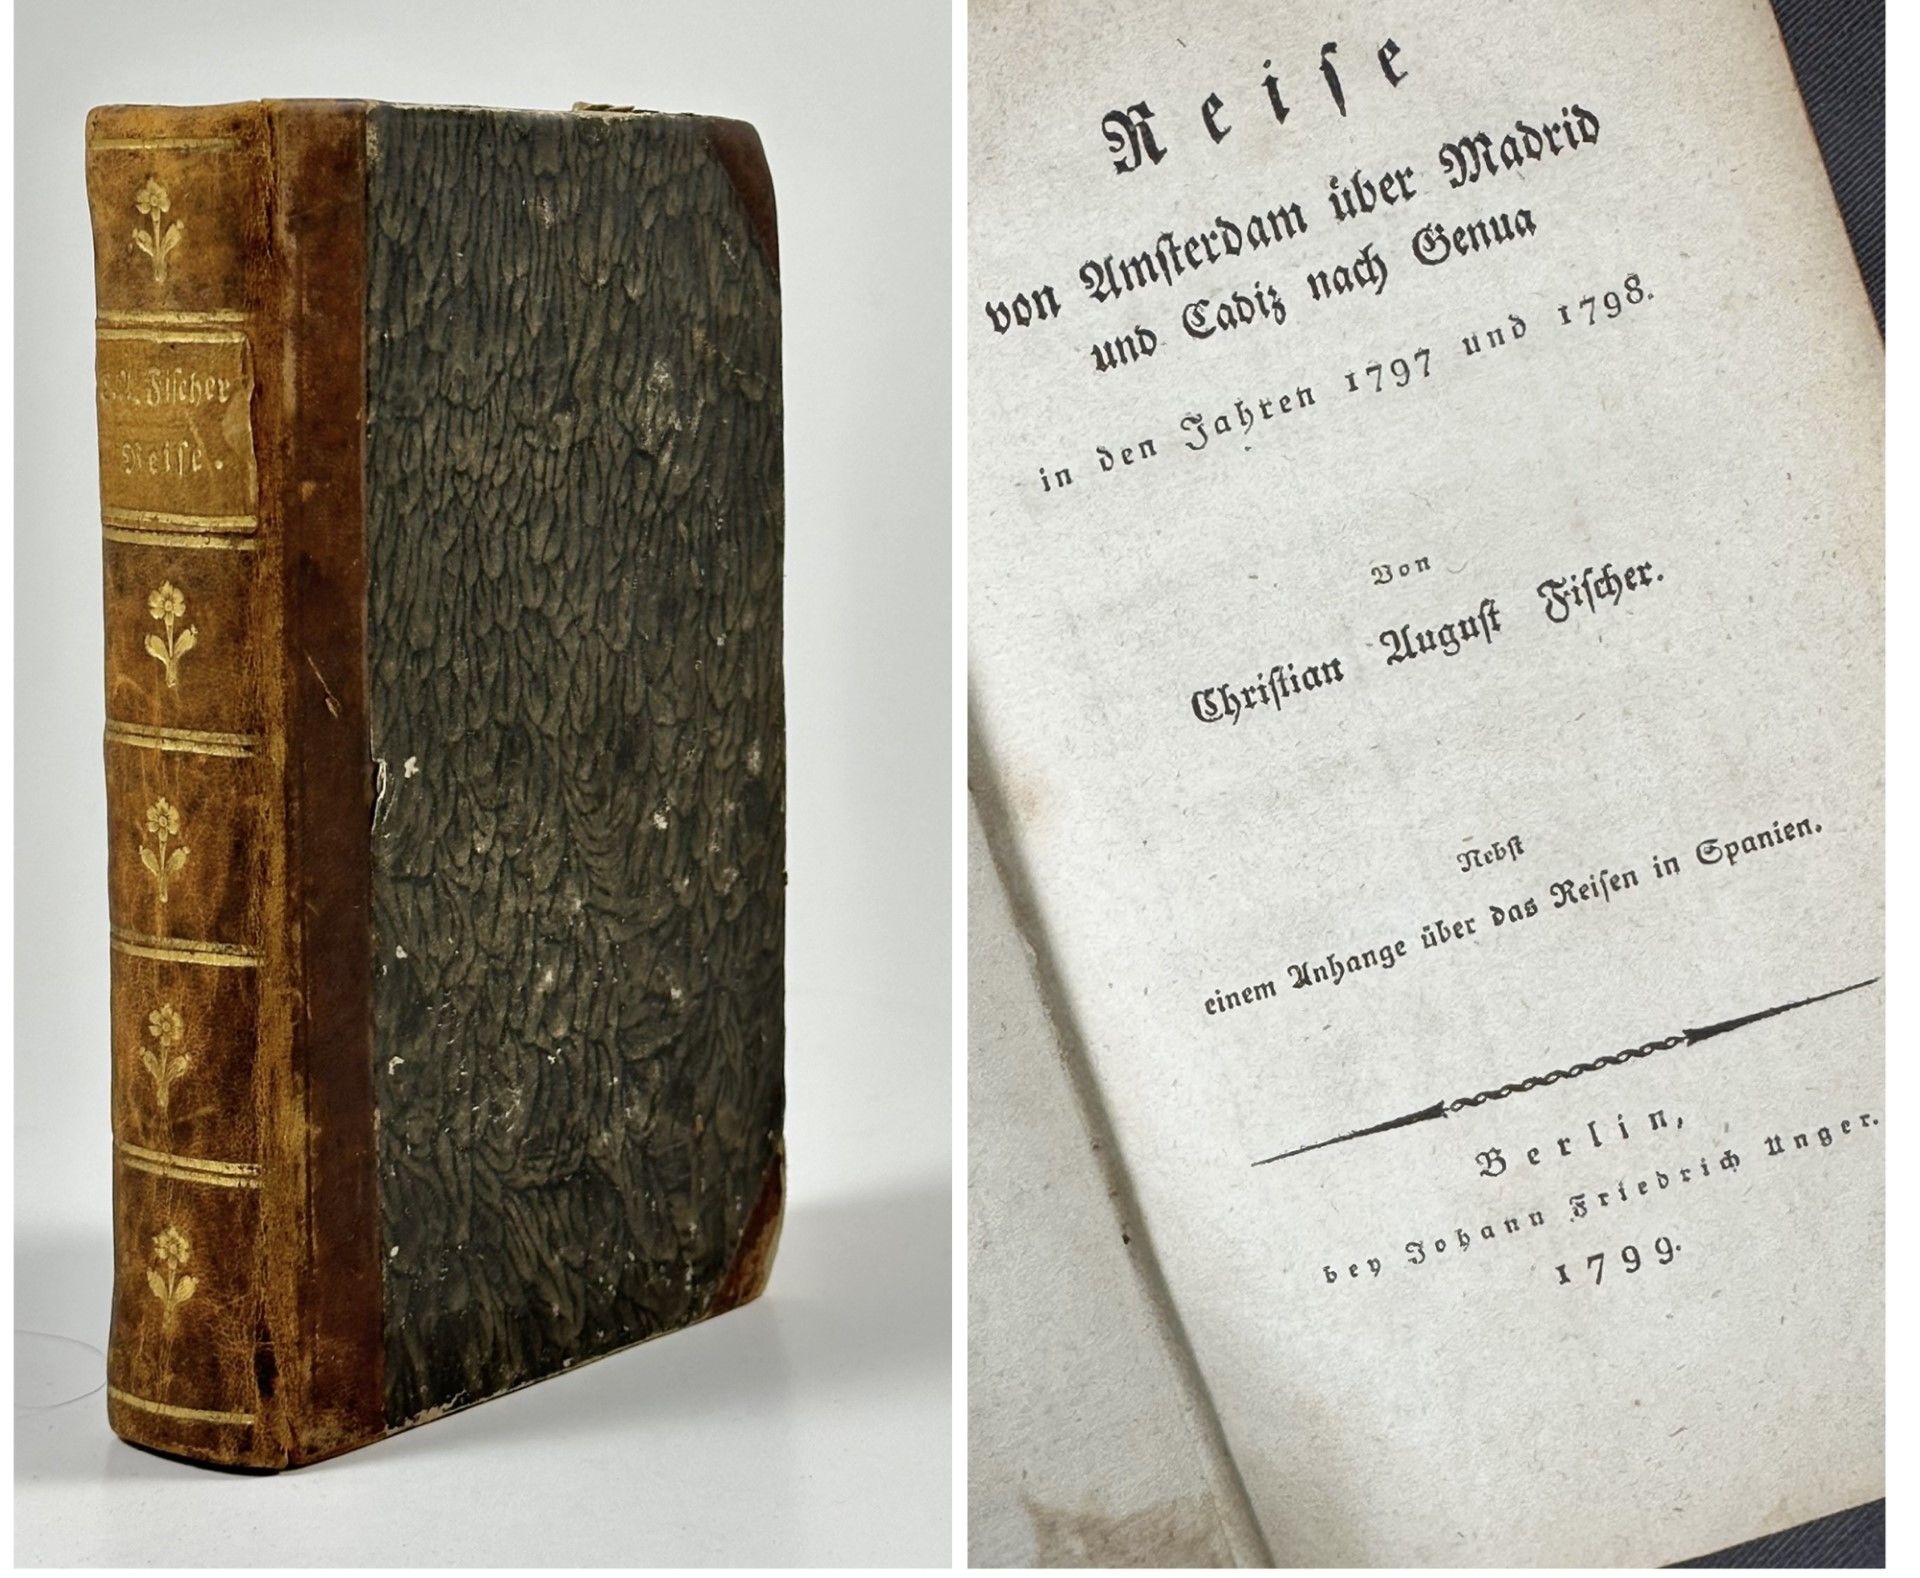 C. A. Fiſcher
Reiſe.
Reiſe
von Amſterdam über Madrid
und Cadiz nach Genua
in den Jahren 1797 und 1798.
Von
Chriſtian Auguſt Fiſcher.
Nebſt
einem Anhange über das Reiſen in Spanien.
Berlin,
bey Johann Friedrich Unger.
1799.